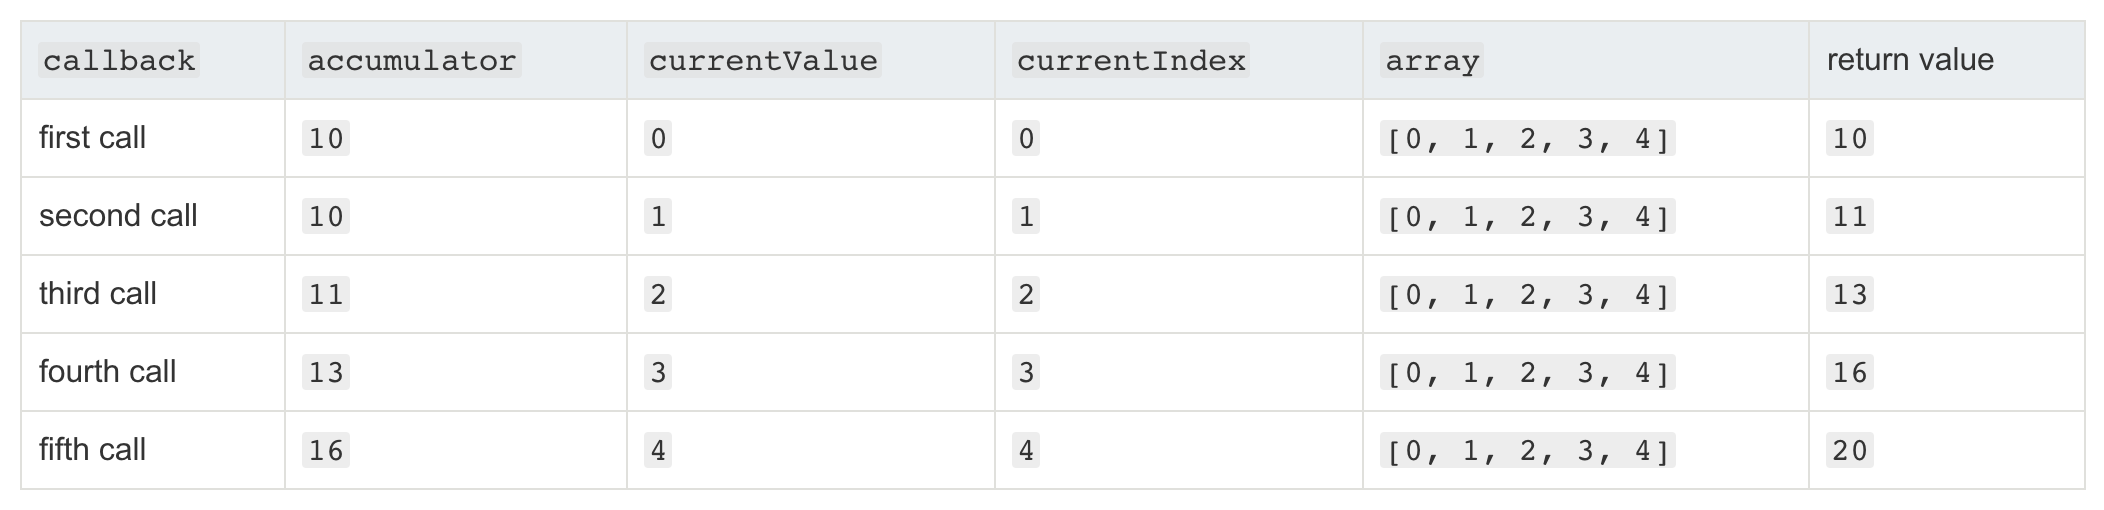 callback accumulator currentValue currentIndex array return value
first call 10 0 0 [0, 1, 2, 3, 4] 10
second call 10 1 1 [0, 1, 2, 3, 4] 11
third call 11 2 2 [0, 1, 2, 3, 4] 13
fourth call 13 3 3 [0, 1, 2, 3, 4] 16
fifth call 16 4 4 [0, 1, 2, 3, 4] 20